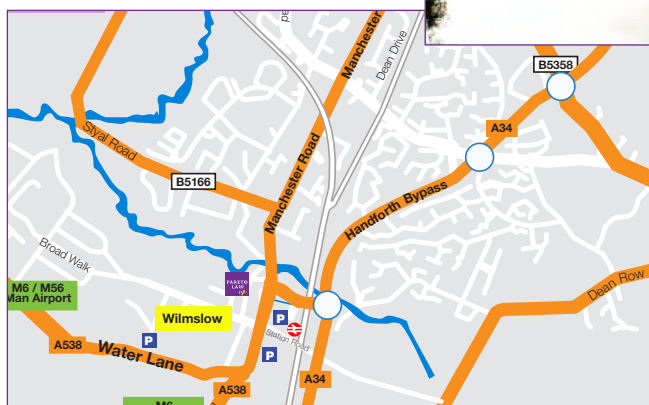 Manchester
Dean Drive
B5358
A34
Styal Road
B5166
Manchester Road
Handforth Bypass
Broad Walk
M6 / M56
Man Airport
PARETO
LAW
Wilmslow
P
Dean Row
P
Station Road
A538
Water Lane
P
A34
A538
M6